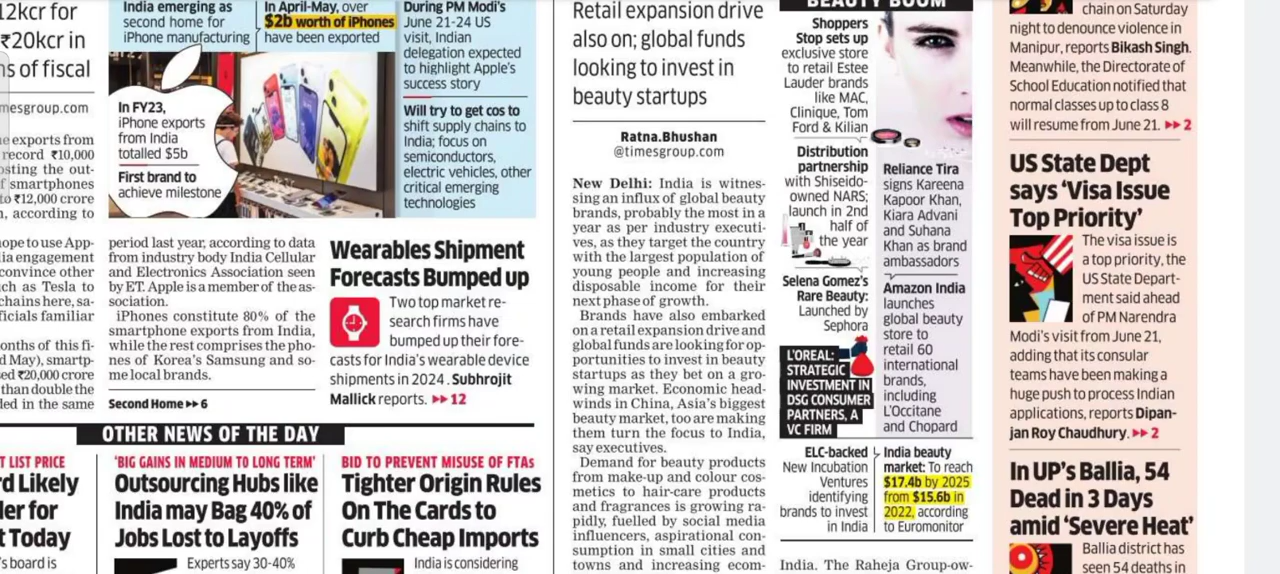 12kcr for
₹20kcr in
ns of fiscal
mesgroup.com
e exports from
record ₹10,000
osting the out-
f smartphones
to ₹12,000 crore
n, according to
hope to use App-
ia engagement
convince other
ch as Tesla to
chains here, sa-
ficials familiar
onths of this fi-
d May), smartp-
sed ₹20,000 crore
than double the
ded in the same
India emerging as
second home for
iPhone manufacturing
In April-May, over
$2b worth of iPhones
have been exported
In FY23,
iPhone exports
from India
totalled $5b
First brand to
achieve milestone
During PM Modi's
June 21-24 US
visit, Indian
delegation expected
to highlight Apple's
success story
Will try to get cos to
shift supply chains to
India; focus on
semiconductors,
electric vehicles, other
critical emerging
technologies
period last year, according to data
from industry body India Cellular
and Electronics Association seen
by ET. Apple is a member of the as-
sociation.
iPhones constitute 80% of the
smartphone exports from India,
while the rest comprises the pho-
nes of Korea's Samsung and so-
me local brands.
Second Home ▸▸ 6
Wearables Shipment
Forecasts Bumped up
Two top market re-
search firms have
bumped up their fore-
casts for India's wearable device
shipments in 2024. Subhrojit
Mallick reports. ▸▸ 12
OTHER NEWS OF THE DAY
T LIST PRICE
rd Likely
der for
t Today
's board is
'BIG GAINS IN MEDIUM TO LONG TERM'
Outsourcing Hubs like
India may Bag 40% of
Jobs Lost to Layoffs
Experts say 30-40%
BID TO PREVENT MISUSE OF FTAs
Tighter Origin Rules
On The Cards to
Curb Cheap Imports
India is considering
Retail expansion drive
also on; global funds
looking to invest in
beauty startups
Ratna.Bhushan
@timesgroup.com
New Delhi: India is witnes-
sing an influx of global beauty
brands, probably the most in a
year as per industry executi-
ves, as they target the country
with the largest population of
young people and increasing
disposable income for their
next phase of growth.
Brands have also embarked
on a retail expansion drive and
global funds are looking for op-
portunities to invest in beauty
startups as they bet on a gro-
wing market. Economic head-
winds in China, Asia's biggest
beauty market, too are making
them turn the focus to India,
say executives.
Demand for beauty products
from make-up and colour cos-
metics to hair-care products
and fragrances is growing ra-
pidly, fuelled by social media
influencers, aspirational con-
sumption in small cities and
towns and increasing ecom-
BEAUTY BOOM
Shoppers
Stop sets up
exclusive store
to retail Estee
Lauder brands
like MAC,
Clinique, Tom
Ford & Kilian
Distribution
partnership
with Shiseido-
owned NARS;
launch in 2nd
half of
the year
Selena Gomez's
Rare Beauty:
Launched by
Sephora
L'OREAL:
STRATEGIC
INVESTMENT IN
DSG CONSUMER
PARTNERS, A
VC FIRM
ELC-backed
New Incubation
Ventures
identifying
brands to invest
in India
Reliance Tira
signs Kareena
Kapoor Khan,
Kiara Advani
and Suhana
Khan as brand
ambassadors
Amazon India
launches
global beauty
store to
retail 60
international
brands,
including
L'Occitane
and Chopard
India beauty
market: To reach
$17.4b by 2025
from $15.6b in
2022, according
to Euromonitor
India. The Raheja Group-ow-
chain on Saturday
night to denounce violence in
Manipur, reports Bikash Singh.
Meanwhile, the Directorate of
School Education notified that
normal classes up to class 8
will resume from June 21. ▸▸ 2
US State Dept
says 'Visa Issue
Top Priority'
The visa issue is
a top priority, the
US State Depart-
ment said ahead
of PM Narendra
Modi's visit from June 21,
adding that its consular
teams have been making a
huge push to process Indian
applications, reports Dipan-
jan Roy Chaudhury. ▸▸ 2
In UP's Ballia, 54
Dead in 3 Days
amid 'Severe Heat'
Ballia district has
seen 54 deaths in